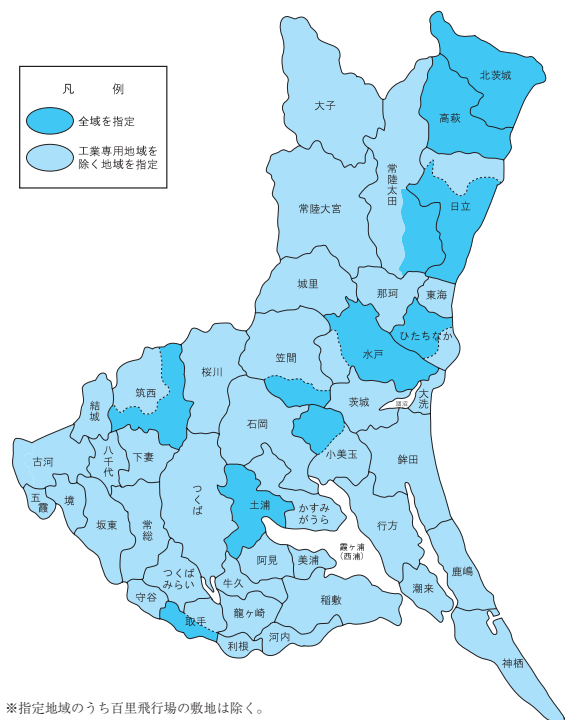 凡 例
全域を指定
工業専用地域を
除く地域を指定
北茨城
大子
高萩
常陸太田
常陸大宮
日立
城里
那珂
東海
ひたちなか
水戸
笠間
桜川
筑西
茨城
涸沼
大洗
結城
石岡
小美玉
鉾田
古河
八千代
下妻
つくば
五霞
境
坂東
常総
土浦
かすみ
がうら
行方
霞ヶ浦
(西浦)
阿見
美浦
つくば
みらい
牛久
稲敷
潮来
鹿嶋
守谷
取手
龍ヶ崎
利根
河内
神栖
※指定地域のうち百里飛行場の敷地は除く。